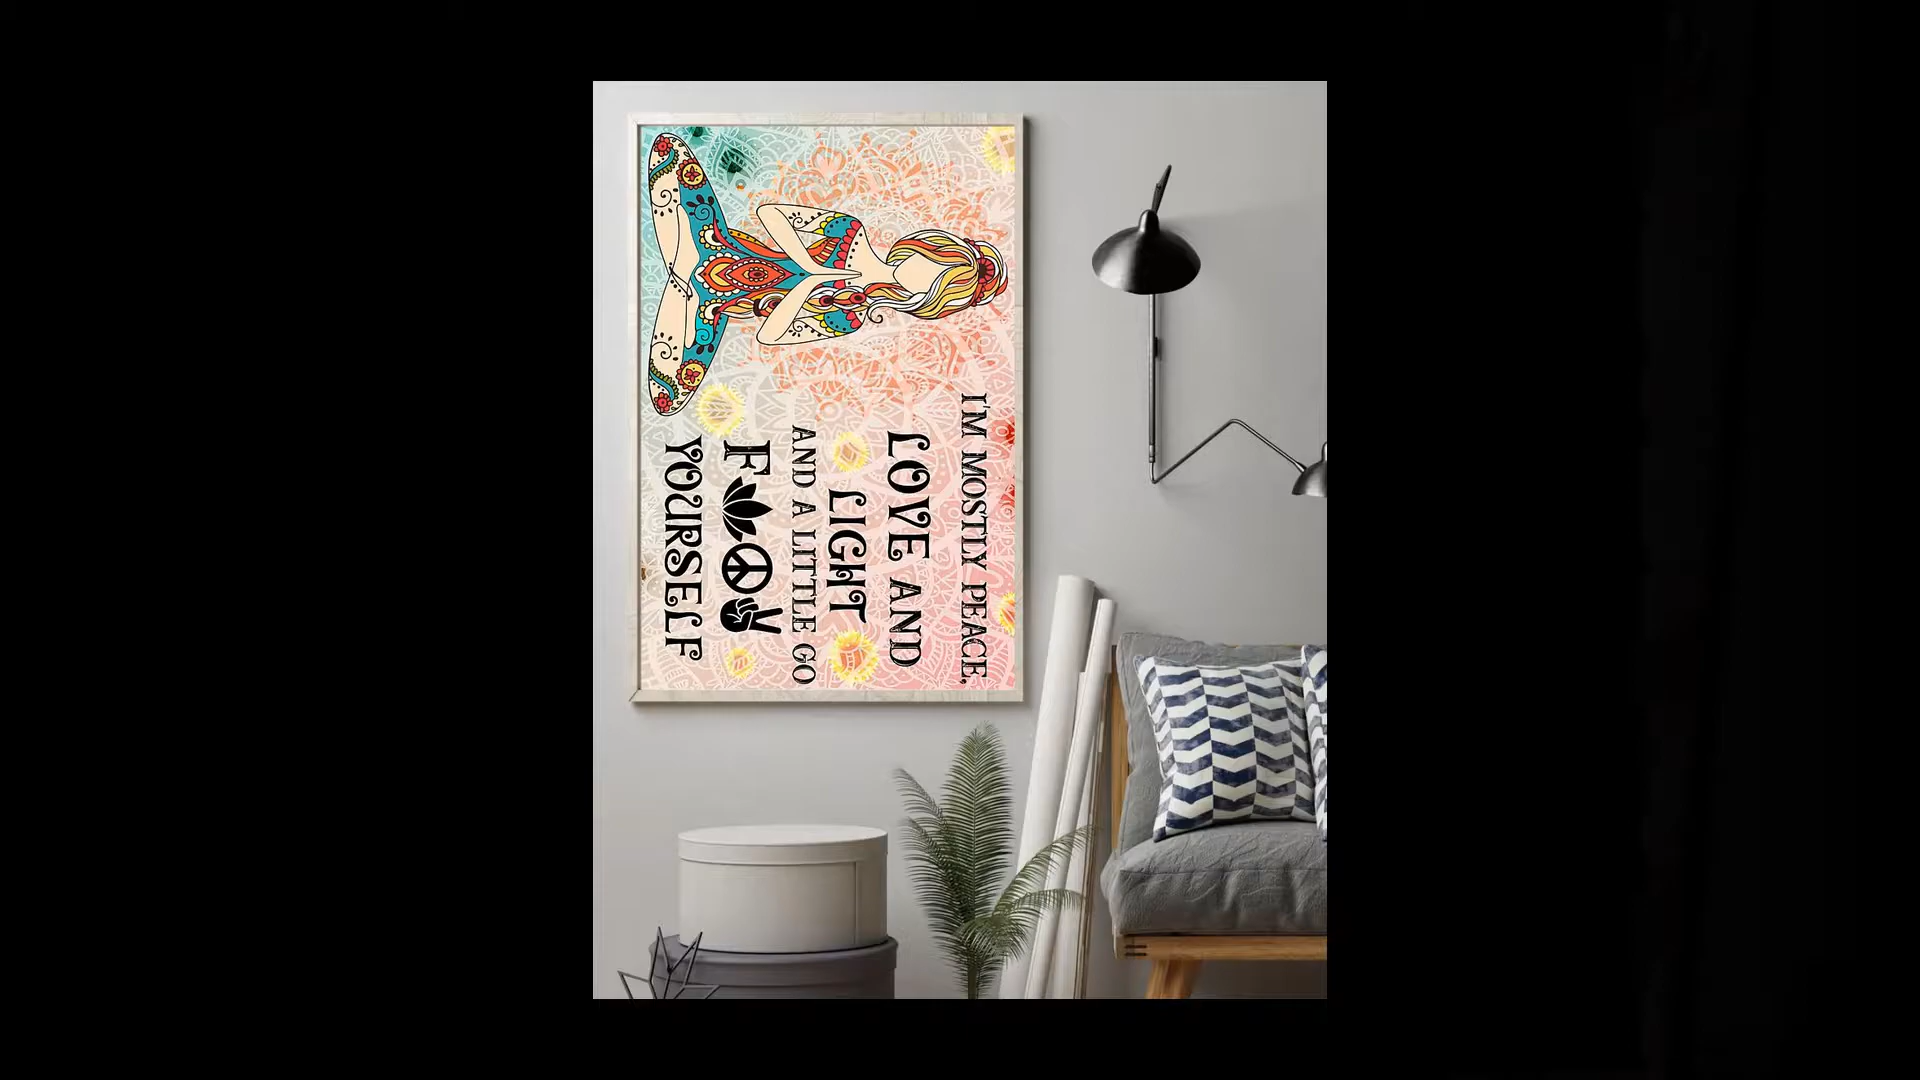 I'M MOSTLY PEACE,
LOVE AND
LIGHT
AND A LITTLE GO
F
YOURSELF